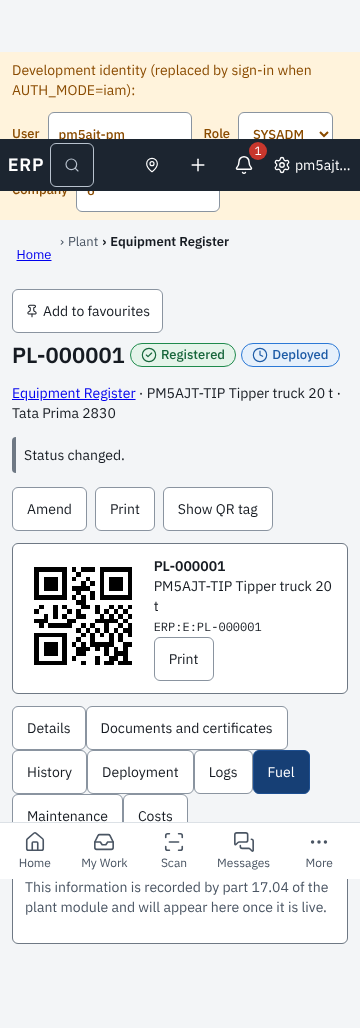 Development identity (replaced by sign-in when
AUTH_MODE=iam):
User pm5ajt-pm Role SYSADM
ERP 1 pm5ajt...
› Plant › Equipment Register
Home
Add to favourites
PL-000001 Registered Deployed
Equipment Register · PM5AJT-TIP Tipper truck 20 t ·
Tata Prima 2830
Status changed.
Amend Print Show QR tag
PL-000001
PM5AJT-TIP Tipper truck 20
t
ERP:E:PL-000001
Print
Details Documents and certificates
History Deployment Logs Fuel
Maintenance Costs
Home My Work Scan Messages More
This information is recorded by part 17.04 of the
plant module and will appear here once it is live.